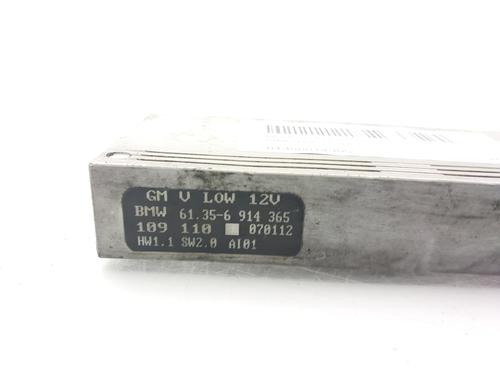 GM V LOW 12V
BMW 61.35-6 914 365
109 110 070112
HW1.1 SW2.0 AI01